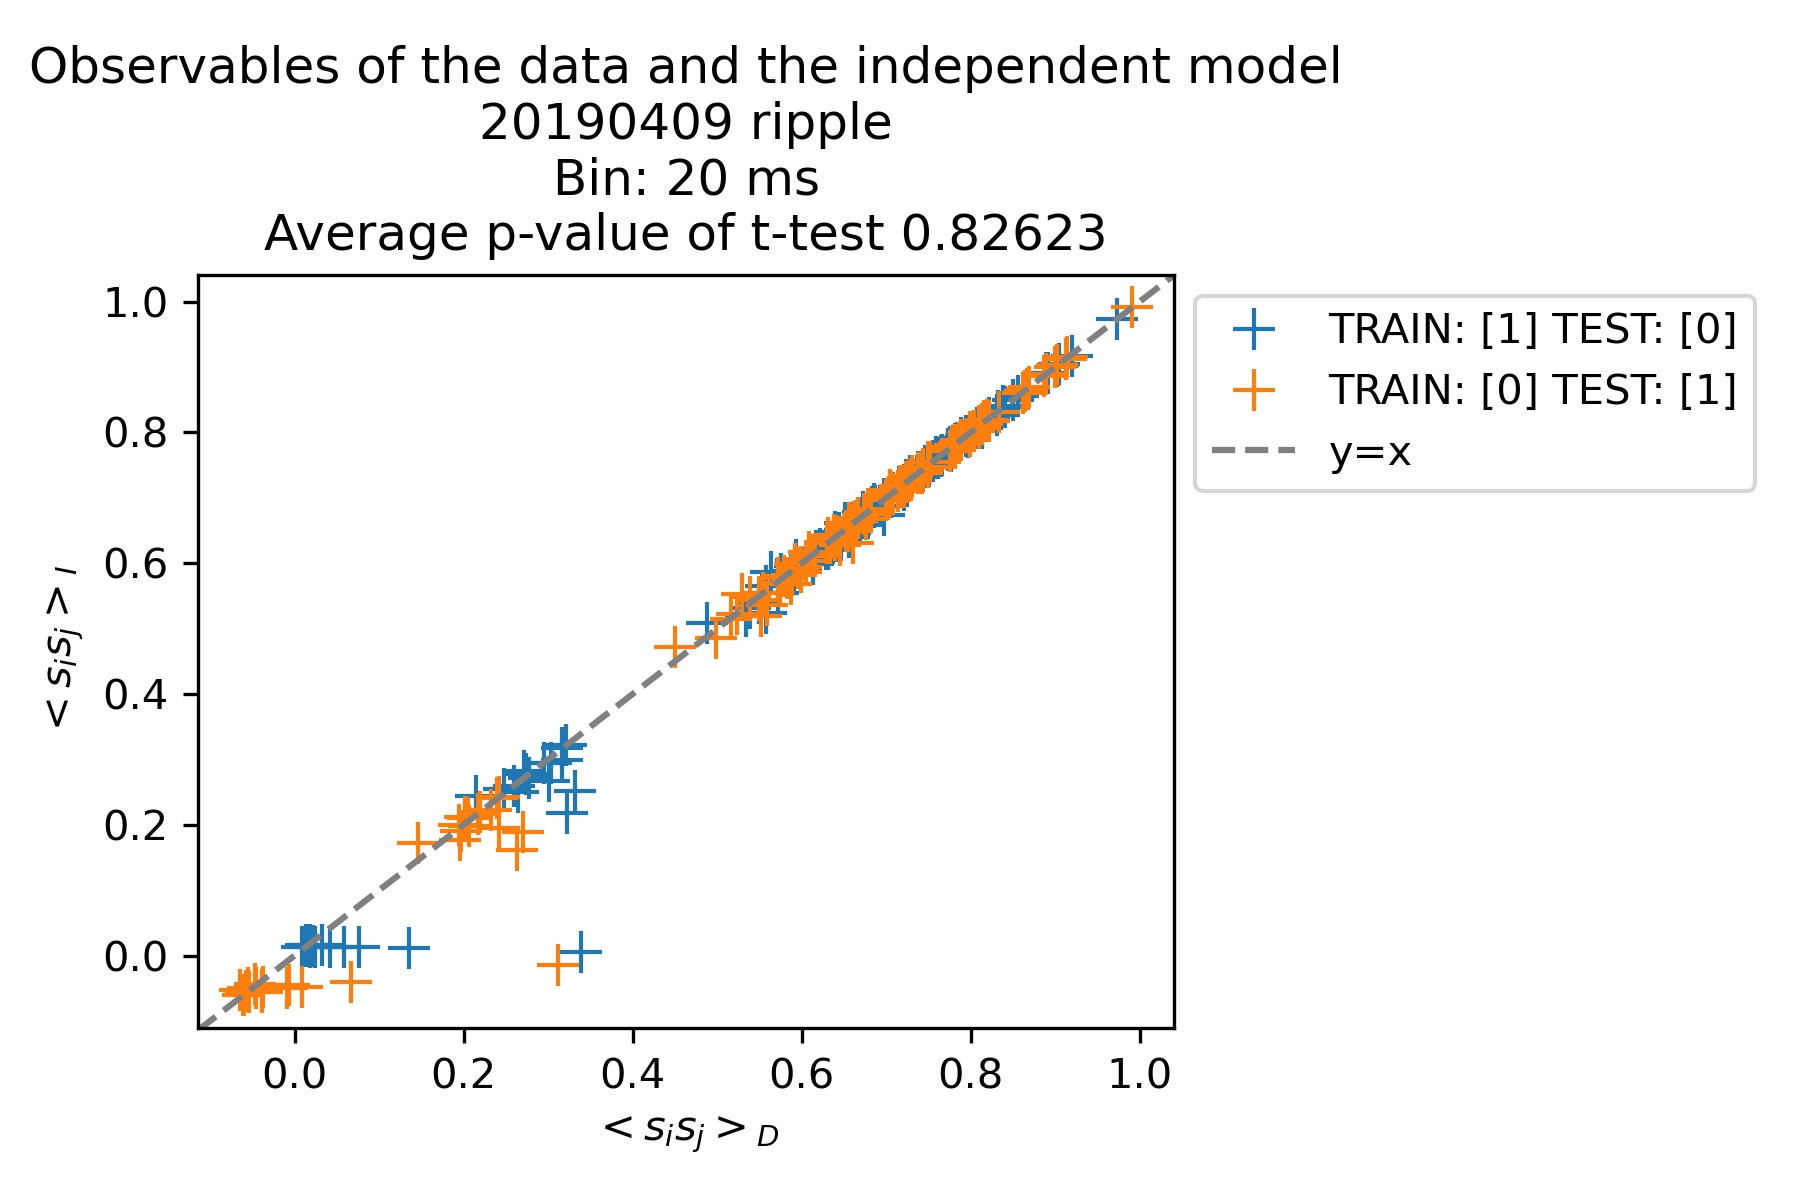 Observables of the data and the independent model
20190409 ripple
Bin: 20 ms
Average p-value of t-test 0.82623
1.0
0.8
0.6
0.4
0.2
0.0
< s_i s_j >_I
0.0 0.2 0.4 0.6 0.8 1.0
< s_i s_j >_D
TRAIN: [1] TEST: [0]
TRAIN: [0] TEST: [1]
y=x